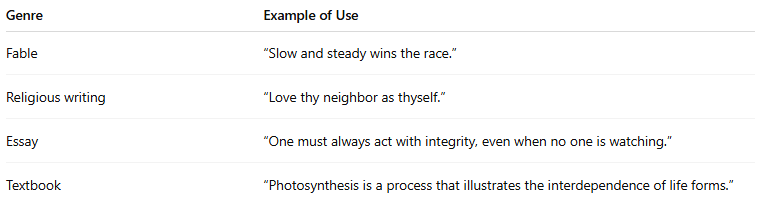 Genre Example of Use
Fable “Slow and steady wins the race.”
Religious writing “Love thy neighbor as thyself.”
Essay “One must always act with integrity, even when no one is watching.”
Textbook “Photosynthesis is a process that illustrates the interdependence of life forms.”